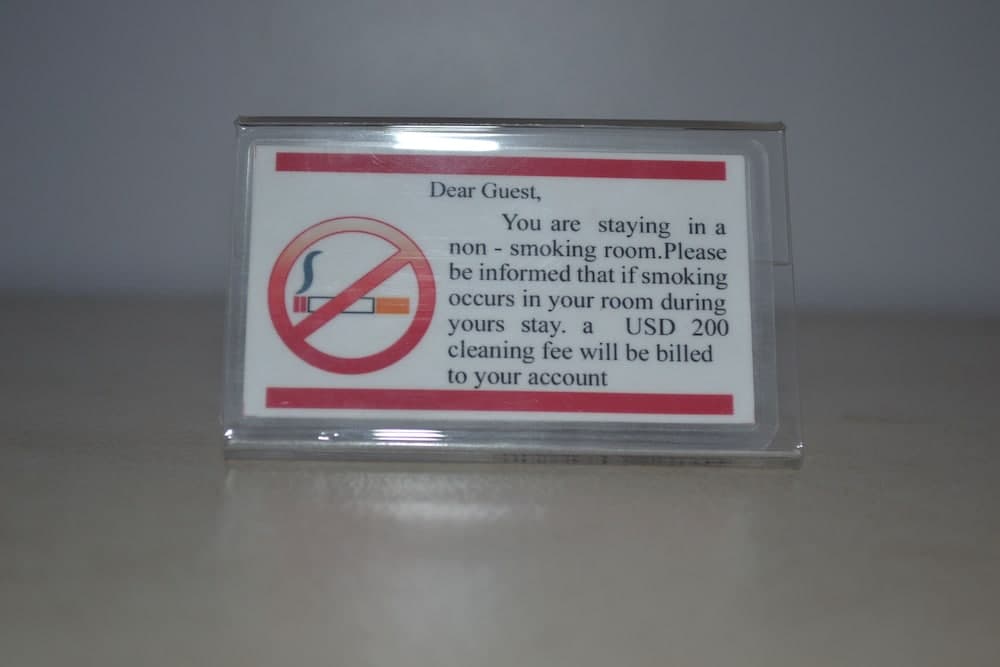 Dear Guest,
You are staying in a
non - smoking room.Please
be informed that if smoking
occurs in your room during
yours stay. a USD 200
cleaning fee will be billed
to your account